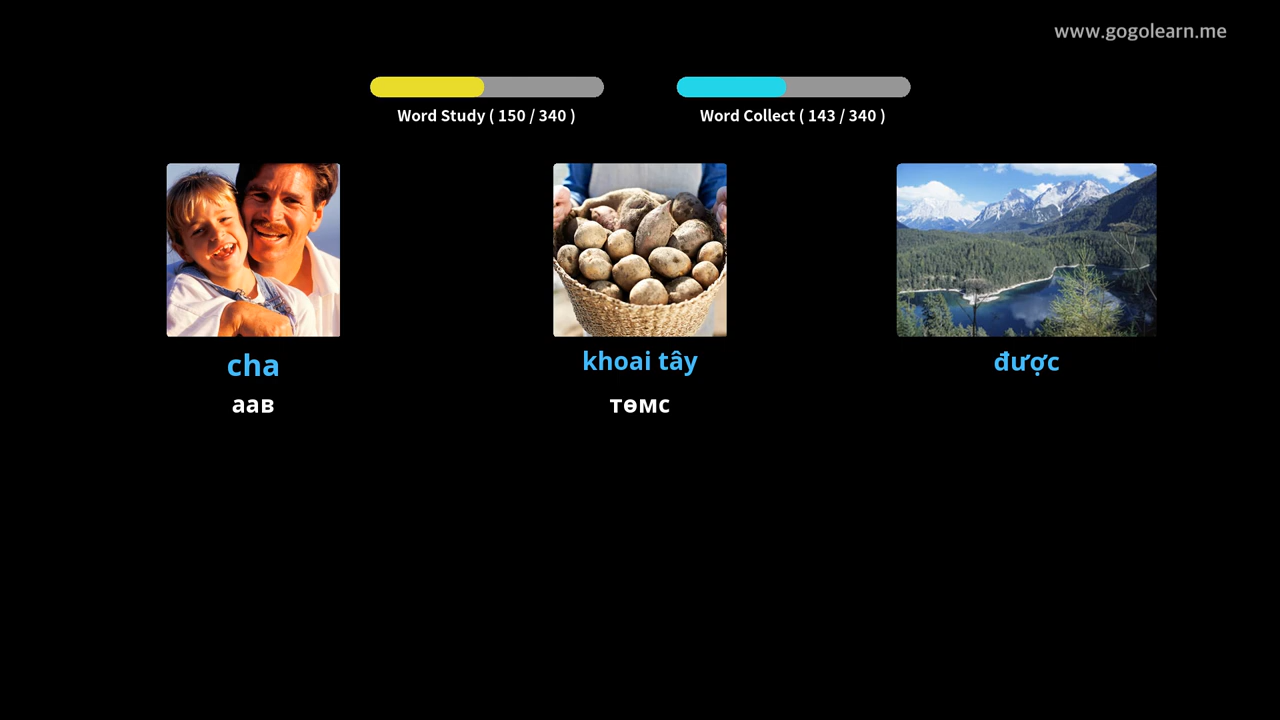 www.gogolearn.me
Word Study ( 150 / 340 )
Word Collect ( 143 / 340 )
cha
khoai tây
được
аав
төмс